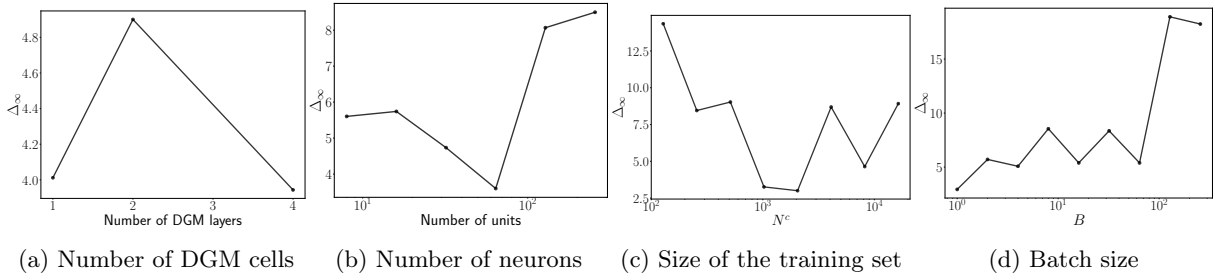 4.8
4.6
4.4
4.2
4.0
Δ∞
1
2
3
4
Number of DGM layers
8
7
6
5
4
Δ∞
10¹
10²
Number of units
12.5
10.0
7.5
5.0
2.5
Δ∞
10²
10³
10⁴
Nᶜ
15
10
5
Δ∞
10⁰
10²
B
(a) Number of DGM cells
(b) Number of neurons
(c) Size of the training set
(d) Batch size